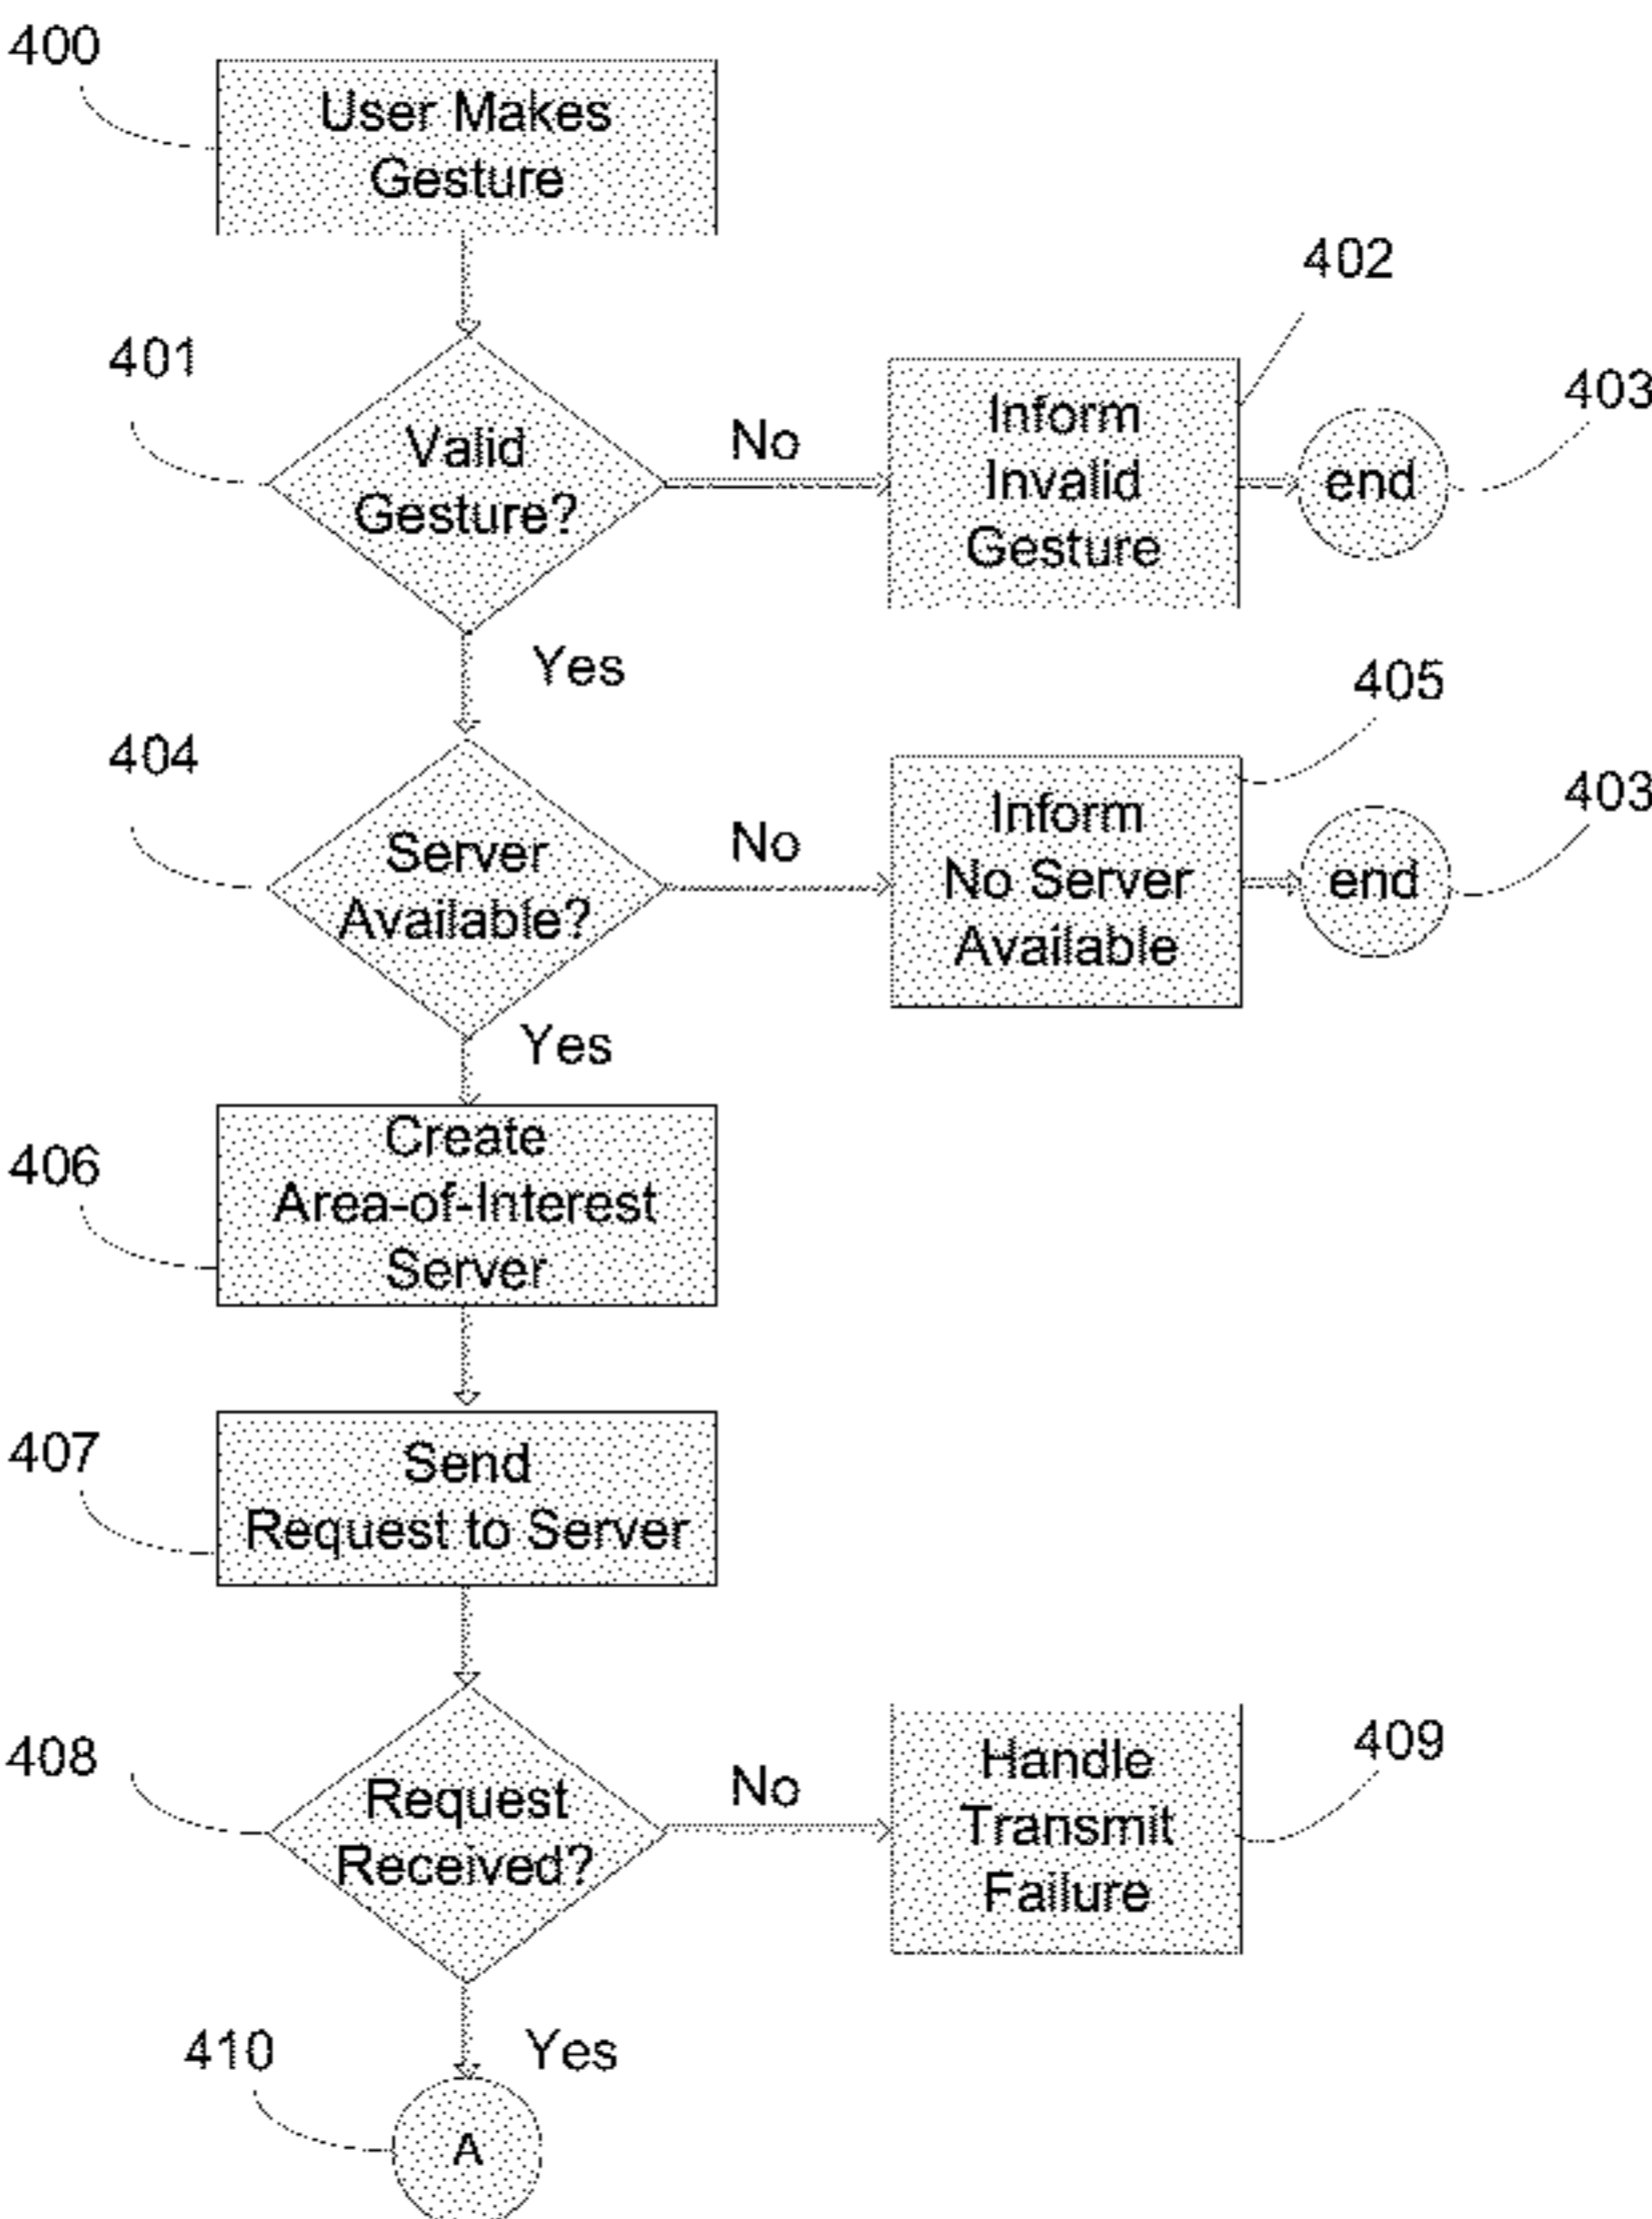 400
User Makes
Gesture
402
401
403
Valid
Gesture?
No
Inform
Invalid
Gesture
end
Yes
405
404
403
Server
Available?
No
Inform
No Server
Available
end
Yes
406
Create
Area-of-Interest
Server
407
Send
Request to Server
408
409
Request
Received?
No
Handle
Transmit
Failure
410
Yes
A